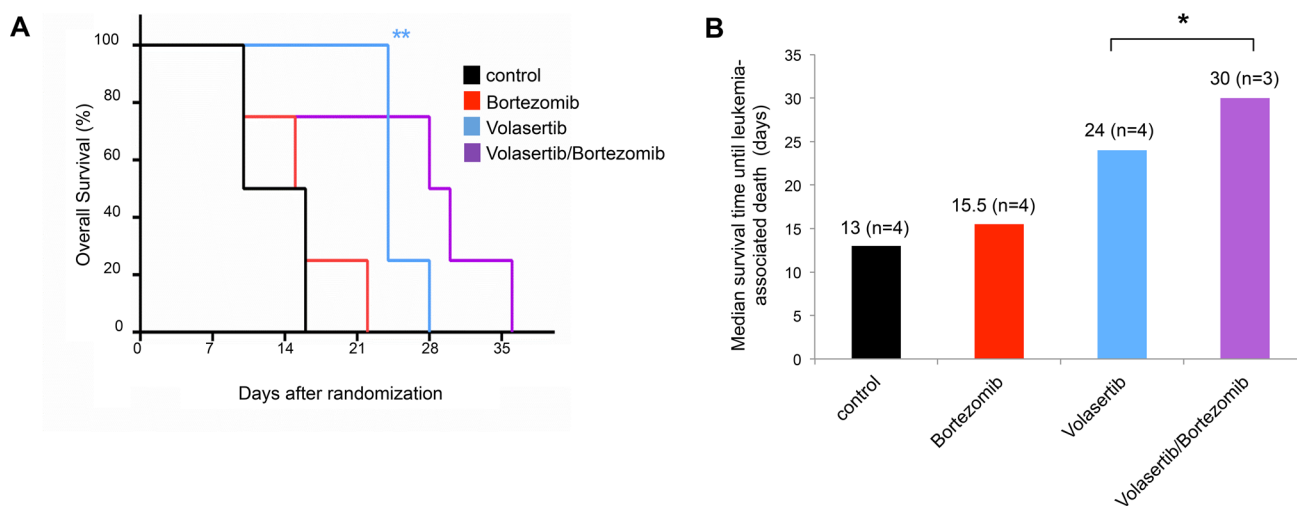 A
**
100
80
60
40
20
0
Overall Survival (%)
0 7 14 21 28 35
Days after randomization
control
Bortezomib
Volasertib
Volasertib/Bortezomib
B
*
Median survival time until leukemia-
associated death (days)
35
30
25
20
15
10
5
0
13 (n=4)
15.5 (n=4)
24 (n=4)
30 (n=3)
control
Bortezomib
Volasertib
Volasertib/Bortezomib